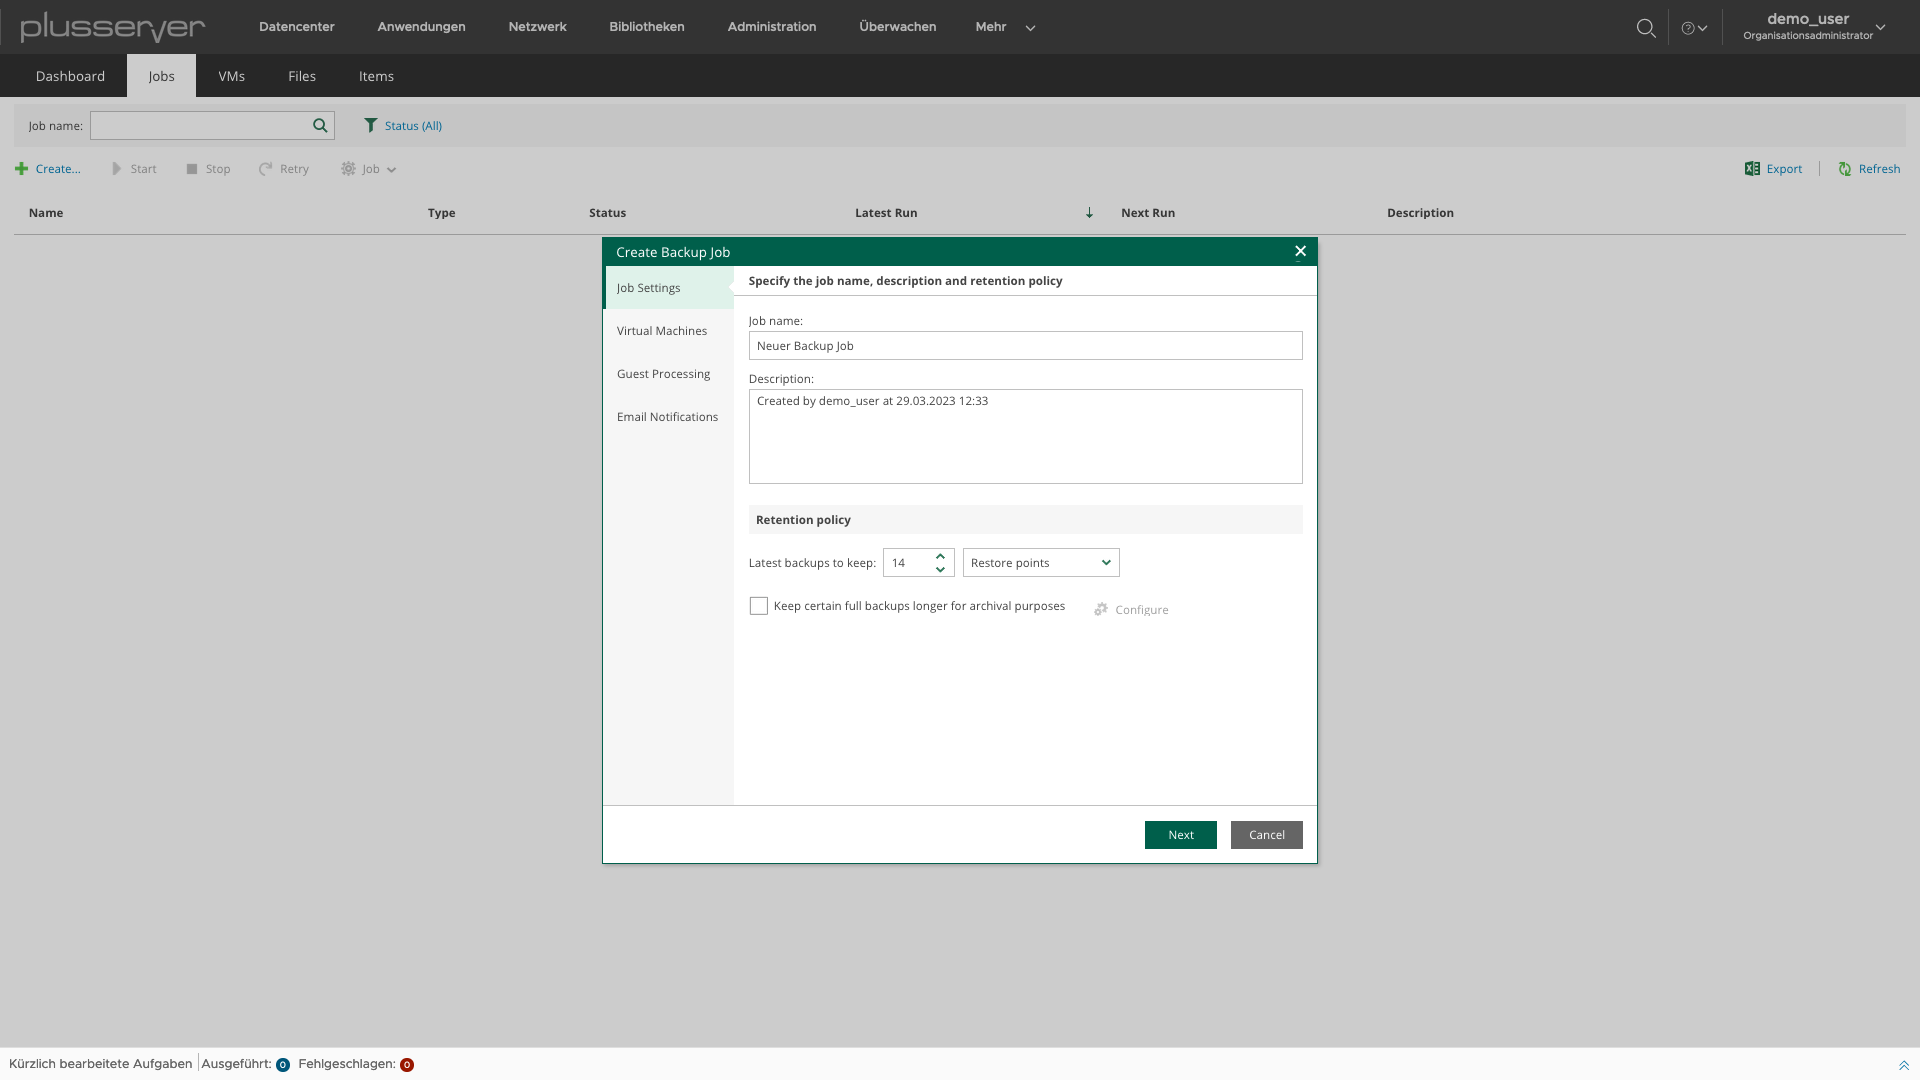 plusserver Datencenter Anwendungen Netzwerk Bibliotheken Administration Überwachen Mehr demo_user
Organisationsadministrator
Dashboard Jobs VMs Files Items
Job name: Status (All)
Create... Start Stop Retry Job Export Refresh
Name Type Status Latest Run Next Run Description
Create Backup Job
Job Settings
Virtual Machines
Guest Processing
Email Notifications
Specify the job name, description and retention policy
Job name:
Neuer Backup Job
Description:
Created by demo_user at 29.03.2023 12:33
Retention policy
Latest backups to keep: 14 Restore points
Keep certain full backups longer for archival purposes Configure
Next Cancel
Kürzlich bearbeitete Aufgaben Ausgeführt: 0 Fehlgeschlagen: 0